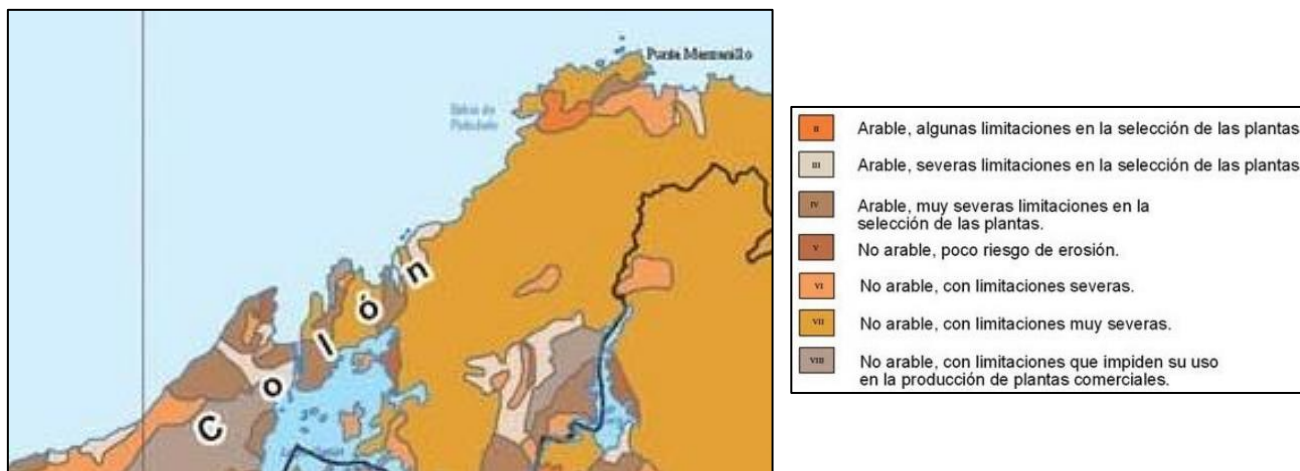 Punta Manzanillo
Bahía de
Portobelo
Colón
II Arable, algunas limitaciones en la selección de las plantas
III Arable, severas limitaciones en la selección de las plantas
IV Arable, muy severas limitaciones en la
selección de las plantas.
V No arable, poco riesgo de erosión.
VI No arable, con limitaciones severas.
VII No arable, con limitaciones muy severas.
VIII No arable, con limitaciones que impiden su uso
en la producción de plantas comerciales.